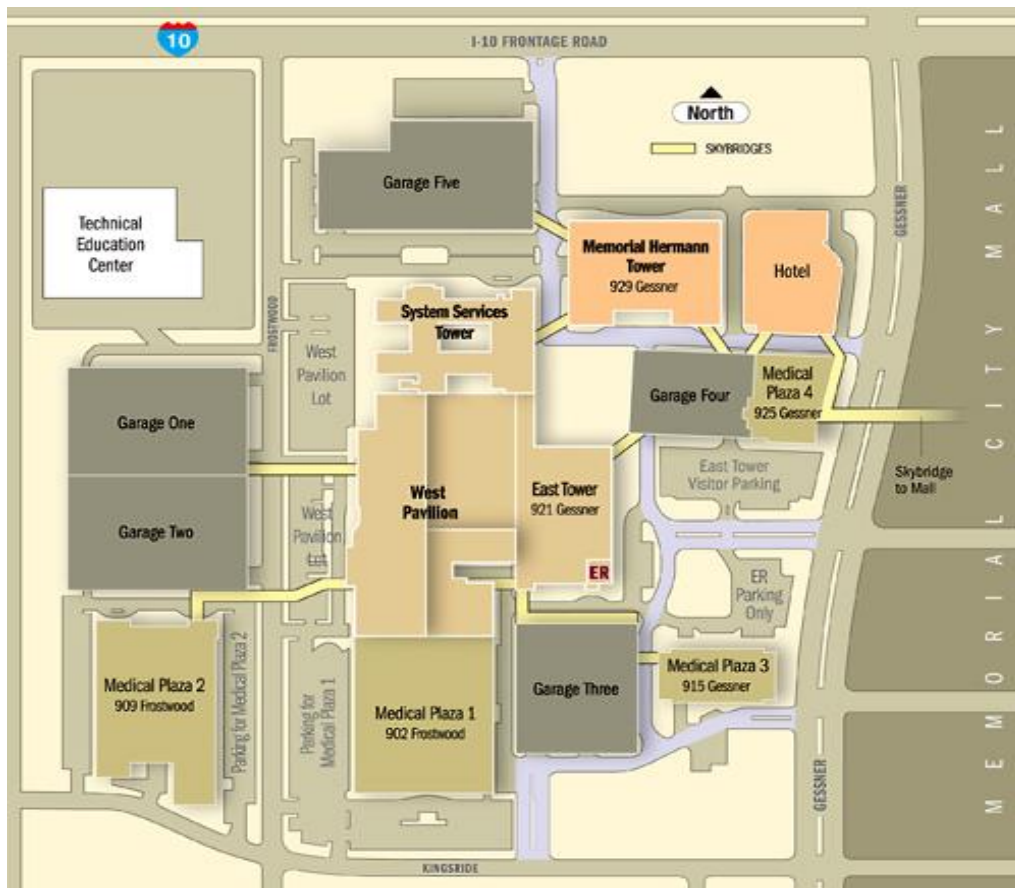 10
I-10 FRONTAGE ROAD
North
SKYBRIDGES
Garage Five
GESSNER
MEMORIAL CITY MALL
Technical
Education
Center
Memorial Hermann
Tower
929 Gessner
Hotel
System Services
Tower
FROSTWOOD
West
Pavilion
Lot
Garage One
Garage Four
Medical
Plaza 4
925 Gessner
East Tower
Visitor Parking
Skybridge
to Mall
West
Pavilion
East Tower
921 Gessner
Garage Two
West
Pavilion
Lot
ER
ER
Parking
Only
Medical Plaza 2
909 Frostwood
Parking for Medical Plaza 2
Parking for
Medical Plaza 1
Medical Plaza 1
902 Frostwood
Garage Three
Medical Plaza 3
915 Gessner
GESSNER
KINGSRIDE